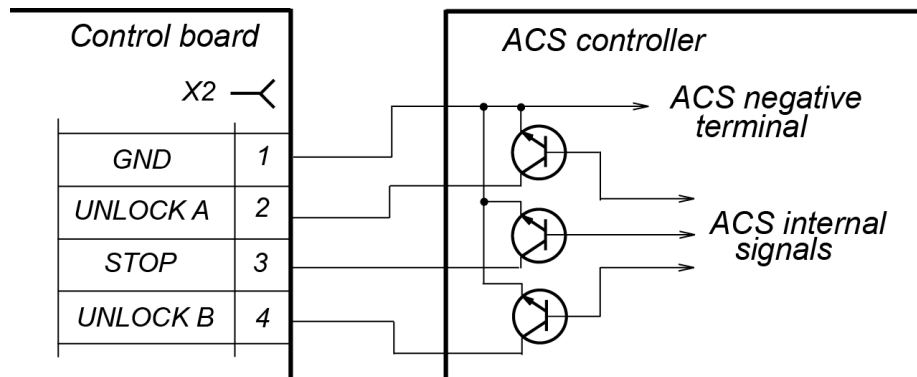 Control board
X2
GND 1
UNLOCK A 2
STOP 3
UNLOCK B 4
ACS controller
ACS negative
terminal
ACS internal
signals